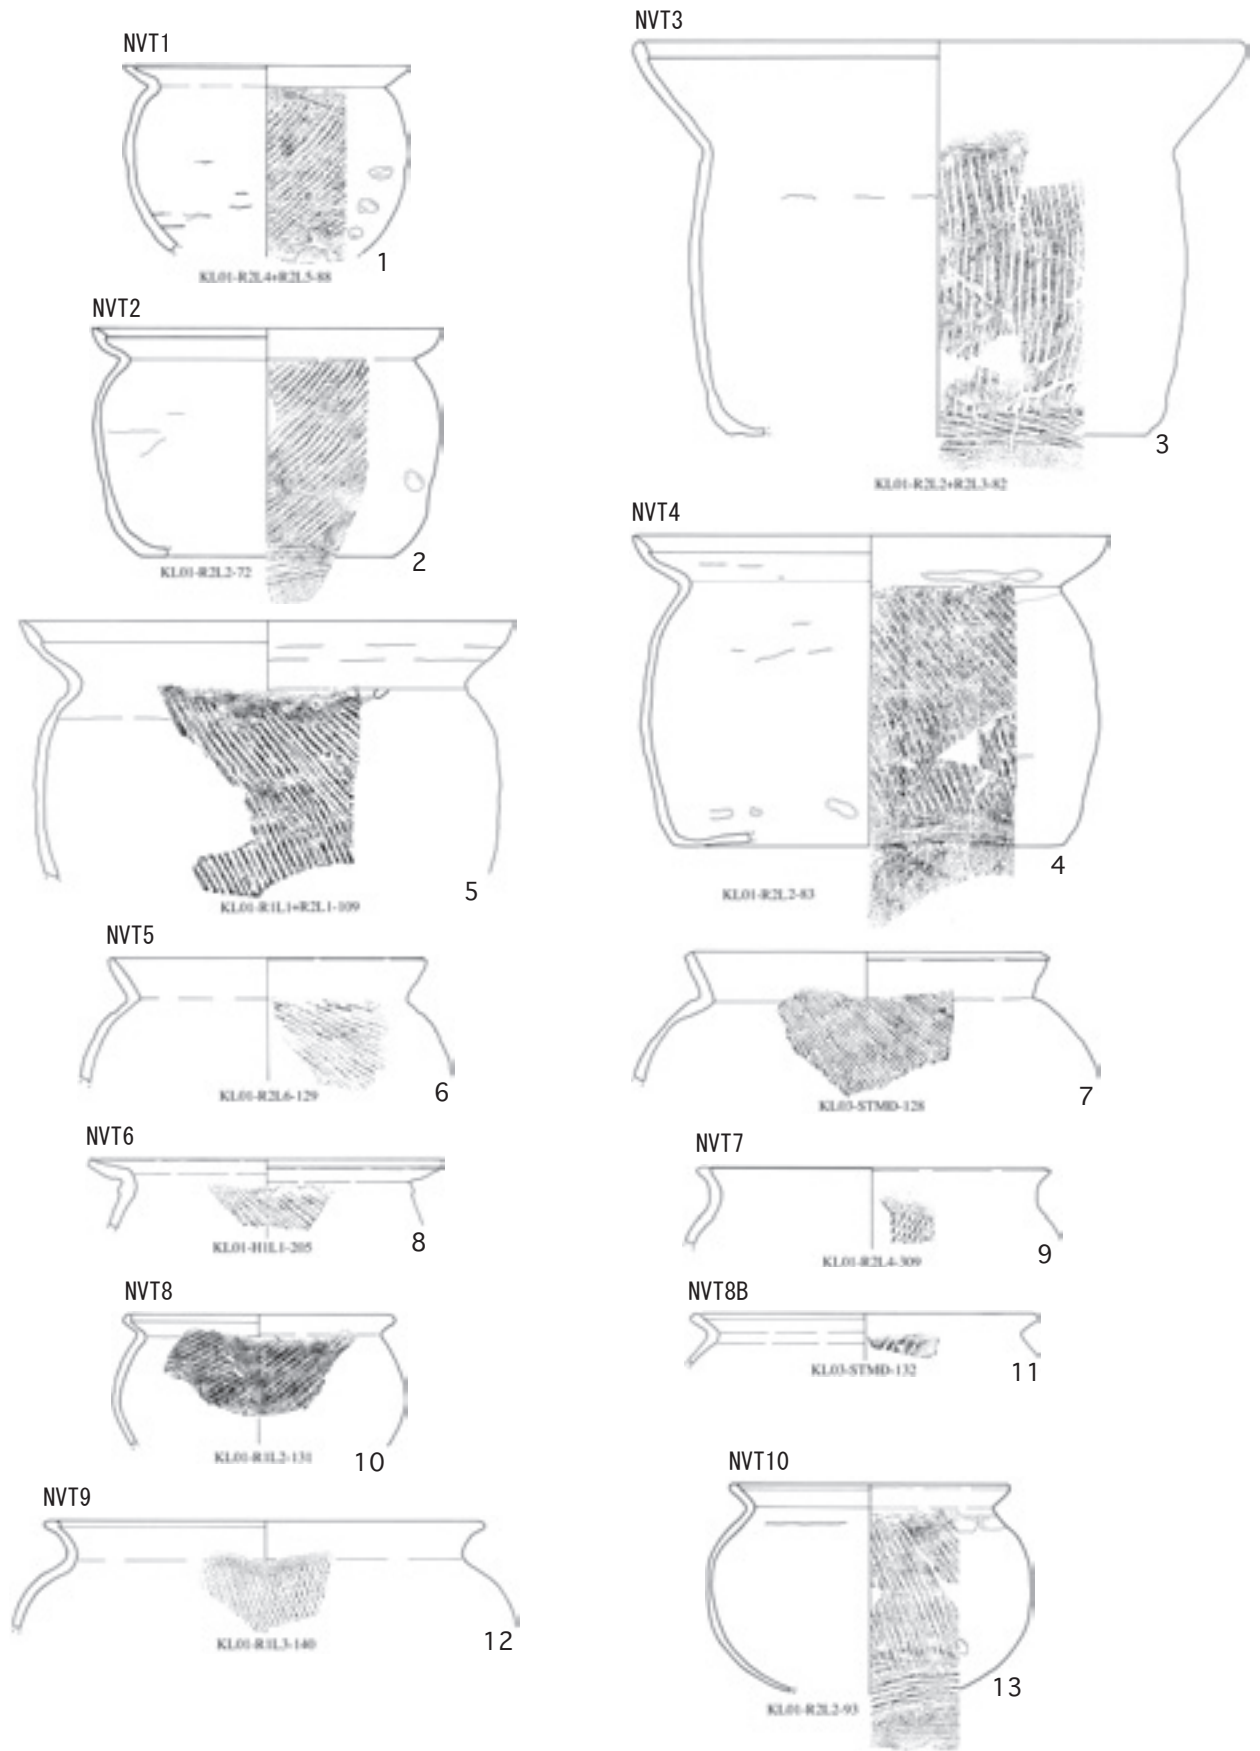 NVT1
KL01-R2L4+R2L5-88
1
NVT2
KL01-R2L2-72
2
NVT3
KL01-R2L2+R2L3-82
3
NVT4
KL01-R2L2-83
4
KL01-R1L1+R2L1-109
5
NVT5
KL01-R2L6-129
6
KL03-STMD-128
7
NVT6
KL01-H1L1-205
8
NVT7
KL01-R2L4-309
9
NVT8
KL01-R1L2-131
10
NVT8B
KL03-STMD-132
11
NVT9
KL01-R1L3-140
12
NVT10
KL01-R2L2-93
13